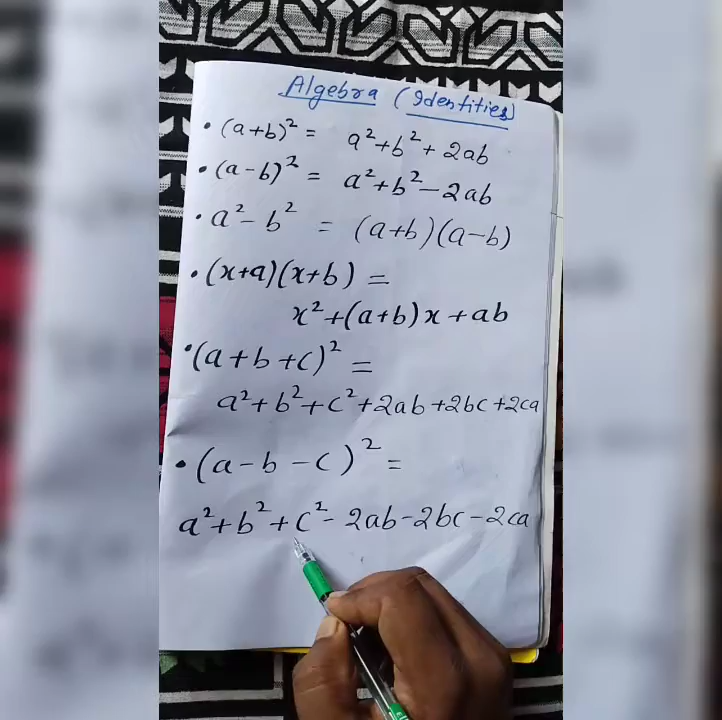 Algebra (Identities)
• (a+b)² = a²+b²+2ab
• (a-b)² = a²+b²-2ab
• a²-b² = (a+b)(a-b)
• (x+a)(x+b) =
x²+(a+b)x+ab
• (a+b+c)² =
a²+b²+c²+2ab+2bc+2ca
• (a-b-c)² =
a²+b²+c²-2ab-2bc-2ca